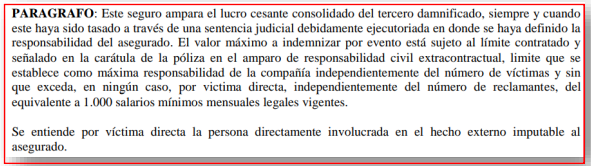 PARAGRAFO: Este seguro ampara el lucro cesante consolidado del tercero damnificado, siempre y cuando
este haya sido tasado a través de una sentencia judicial debidamente ejecutoriada en donde se haya definido la
responsabilidad del asegurado. El valor máximo a indemnizar por evento está sujeto al límite contratado y
señalado en la carátula de la póliza en el amparo de responsabilidad civil extracontractual, limite que se
establece como máxima responsabilidad de la compañía independientemente del número de víctimas y sin
que exceda, en ningún caso, por victima directa, independientemente del número de reclamantes, del
equivalente a 1.000 salarios mínimos mensuales legales vigentes.
Se entiende por víctima directa la persona directamente involucrada en el hecho externo imputable al
asegurado.